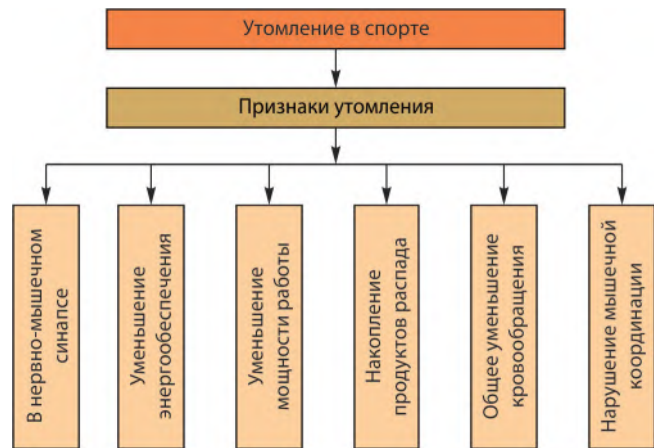 Утомление в спорте
Признаки утомления
В нервно-мышечном
синапсе
Уменьшение
энергообеспечения
Уменьшение
мощности работы
Накопление
продуктов распада
Общее уменьшение
кровообращения
Нарушение мышечной
координации